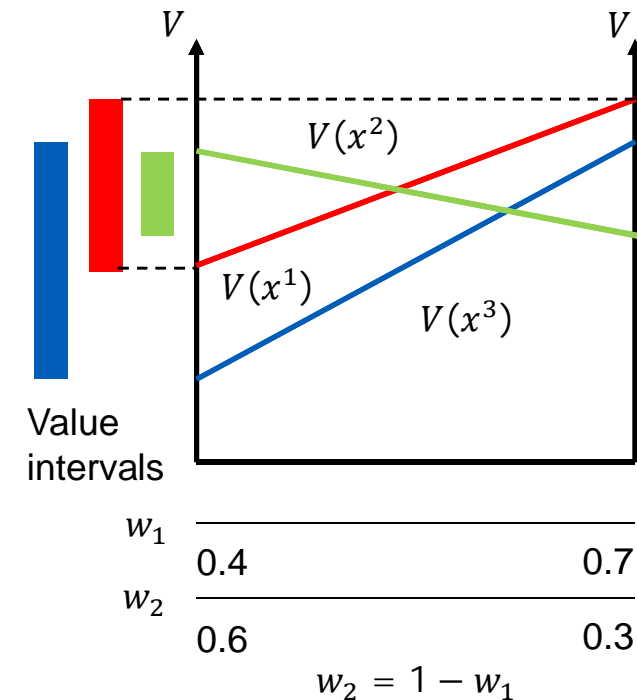 V V
V(x²)
V(x¹)
V(x³)
Value
intervals
w₁
0.4 0.7
w₂
0.6 0.3
w₂ = 1 − w₁